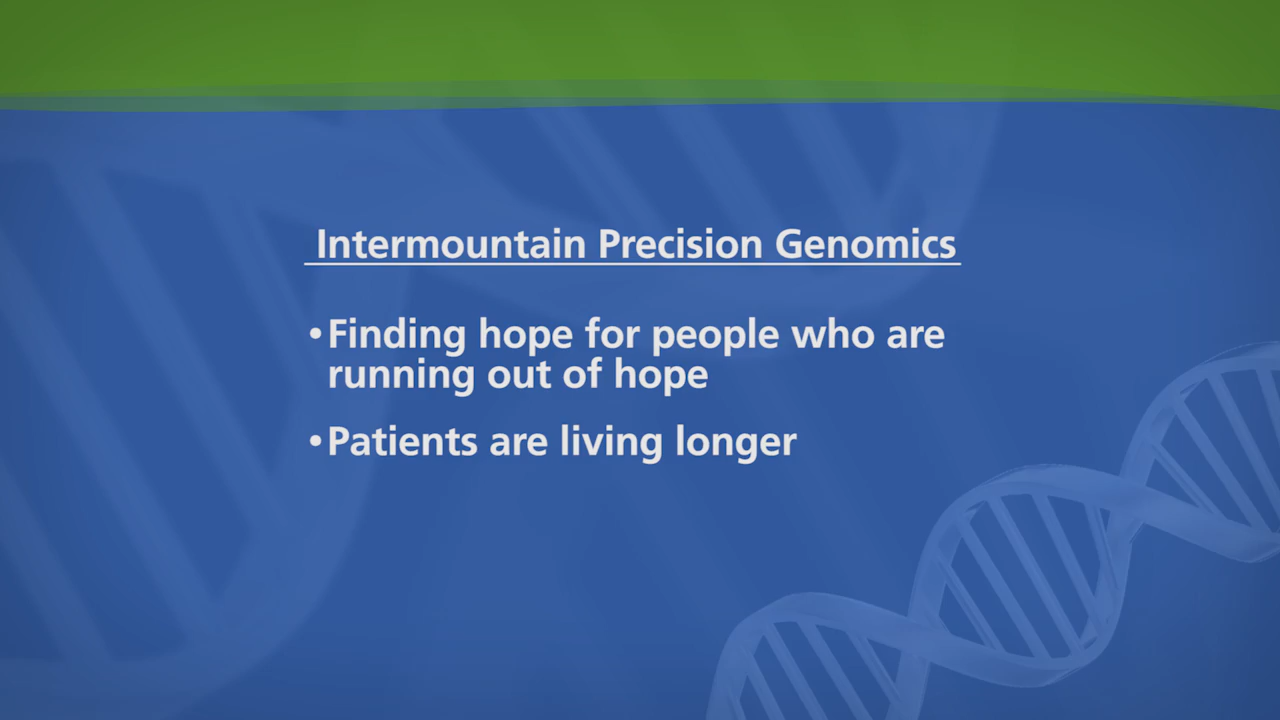 Intermountain Precision Genomics
•Finding hope for people who are
running out of hope
•Patients are living longer